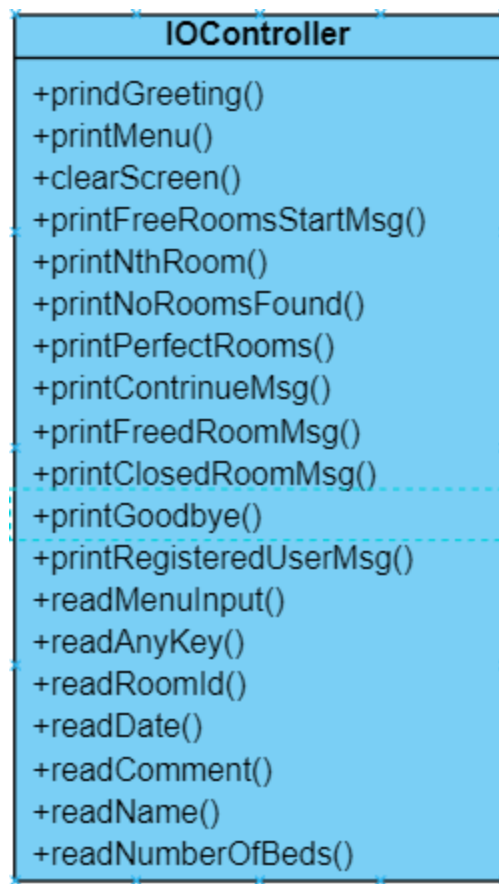 IOController
+prindGreeting()
+printMenu()
+clearScreen()
+printFreeRoomsStartMsg()
+printNthRoom()
+printNoRoomsFound()
+printPerfectRooms()
+printContrinueMsg()
+printFreedRoomMsg()
+printClosedRoomMsg()
+printGoodbye()
+printRegisteredUserMsg()
+readMenuInput()
+readAnyKey()
+readRoomId()
+readDate()
+readComment()
+readName()
+readNumberOfBeds()